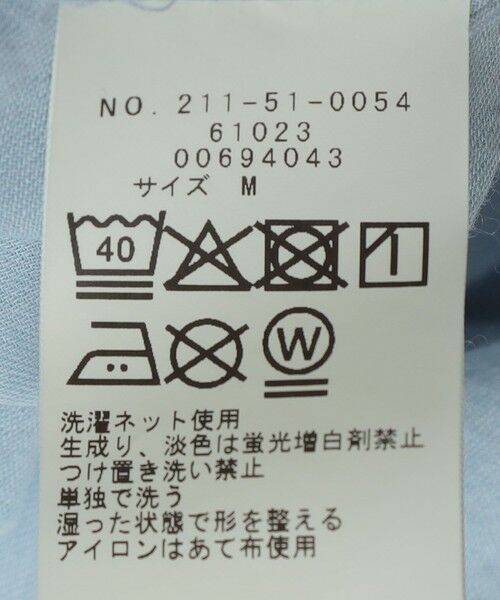 NO. 211-51-0054
61023
00694043
サイズ M
40
W
洗濯ネット使用
生成り、淡色は蛍光増白剤禁止
つけ置き洗い禁止
単独で洗う
湿った状態で形を整える
アイロンはあて布使用